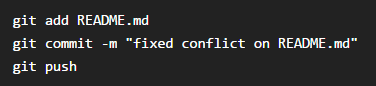 git add README.md
git commit -m "fixed conflict on README.md"
git push